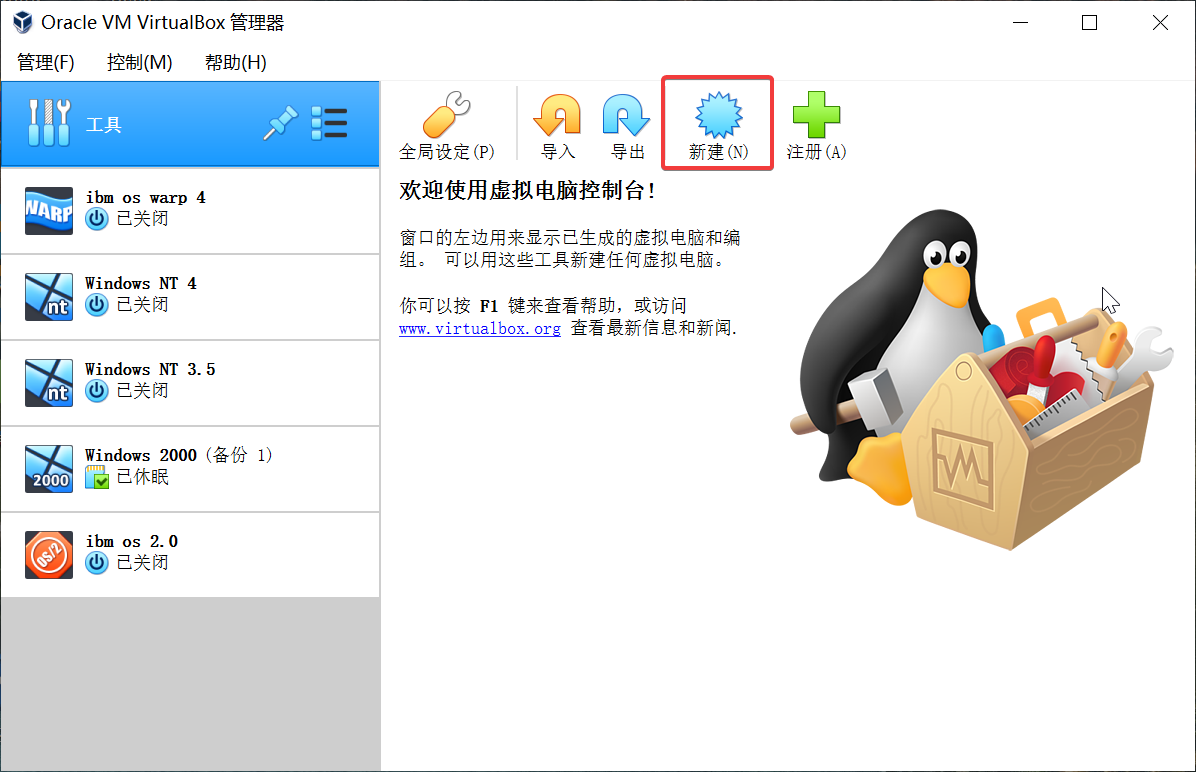 Oracle VM VirtualBox 管理器
管理(F) 控制(M) 帮助(H)
工具
全局设定(P) 导入 导出 新建(N) 注册(A)
ibm os warp 4
已关闭
Windows NT 4
已关闭
Windows NT 3.5
已关闭
Windows 2000 (备份 1)
已休眠
ibm os 2.0
已关闭
WARP
nt
nt
2000
OS/2
欢迎使用虚拟电脑控制台!
窗口的左边用来显示已生成的虚拟电脑和编
组。 可以用这些工具新建任何虚拟电脑。
你可以按 F1 键来查看帮助，或访问
www.virtualbox.org 查看最新信息和新闻.